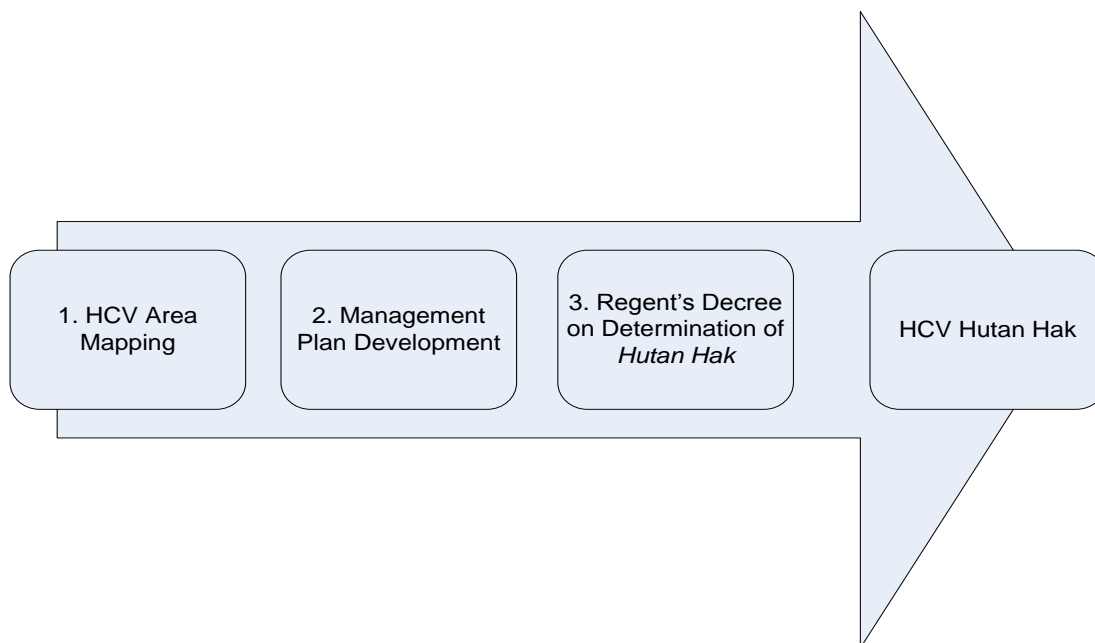 1. HCV Area
Mapping
2. Management
Plan Development
3. Regent’s Decree
on Determination of
Hutan Hak
HCV Hutan Hak